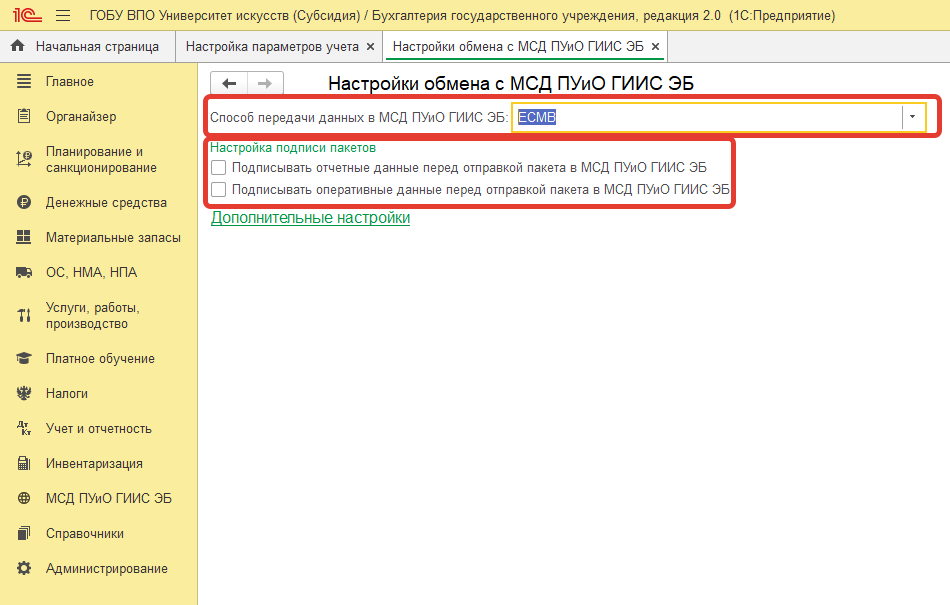 1С ГОБУ ВПО Университет искусств (Субсидия) / Бухгалтерия государственного учреждения, редакция 2.0 (1С:Предприятие)
Начальная страница Настройка параметров учета × Настройки обмена с МСД ПУиО ГИИС ЭБ ×
Главное
Органайзер
Планирование и
санкционирование
Денежные средства
Материальные запасы
ОС, НМА, НПА
Услуги, работы,
производство
Платное обучение
Налоги
Дт Кт Учет и отчетность
Инвентаризация
МСД ПУиО ГИИС ЭБ
Справочники
Администрирование
Настройки обмена с МСД ПУиО ГИИС ЭБ
Способ передачи данных в МСД ПУиО ГИИС ЭБ: ЕСМВ
Настройка подписи пакетов
Подписывать отчетные данные перед отправкой пакета в МСД ПУиО ГИИС ЭБ
Подписывать оперативные данные перед отправкой пакета в МСД ПУиО ГИИС ЭБ
Дополнительные настройки